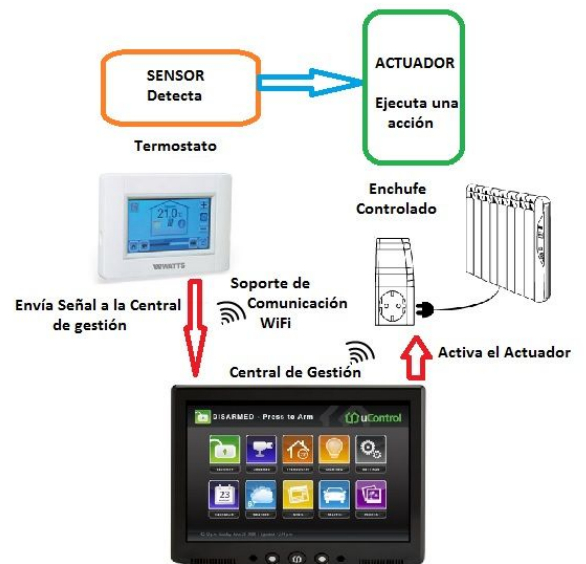 SENSOR
Detecta
ACTUADOR
Ejecuta una
acción
Termostato
Enchufe
Controlado
21.0
WATTS
Envía Señal a la Central
de gestión
Soporte de
Comunicación
WiFi
Activa el Actuador
Central de Gestión
DISARMED - Press to Arm
uControl
23